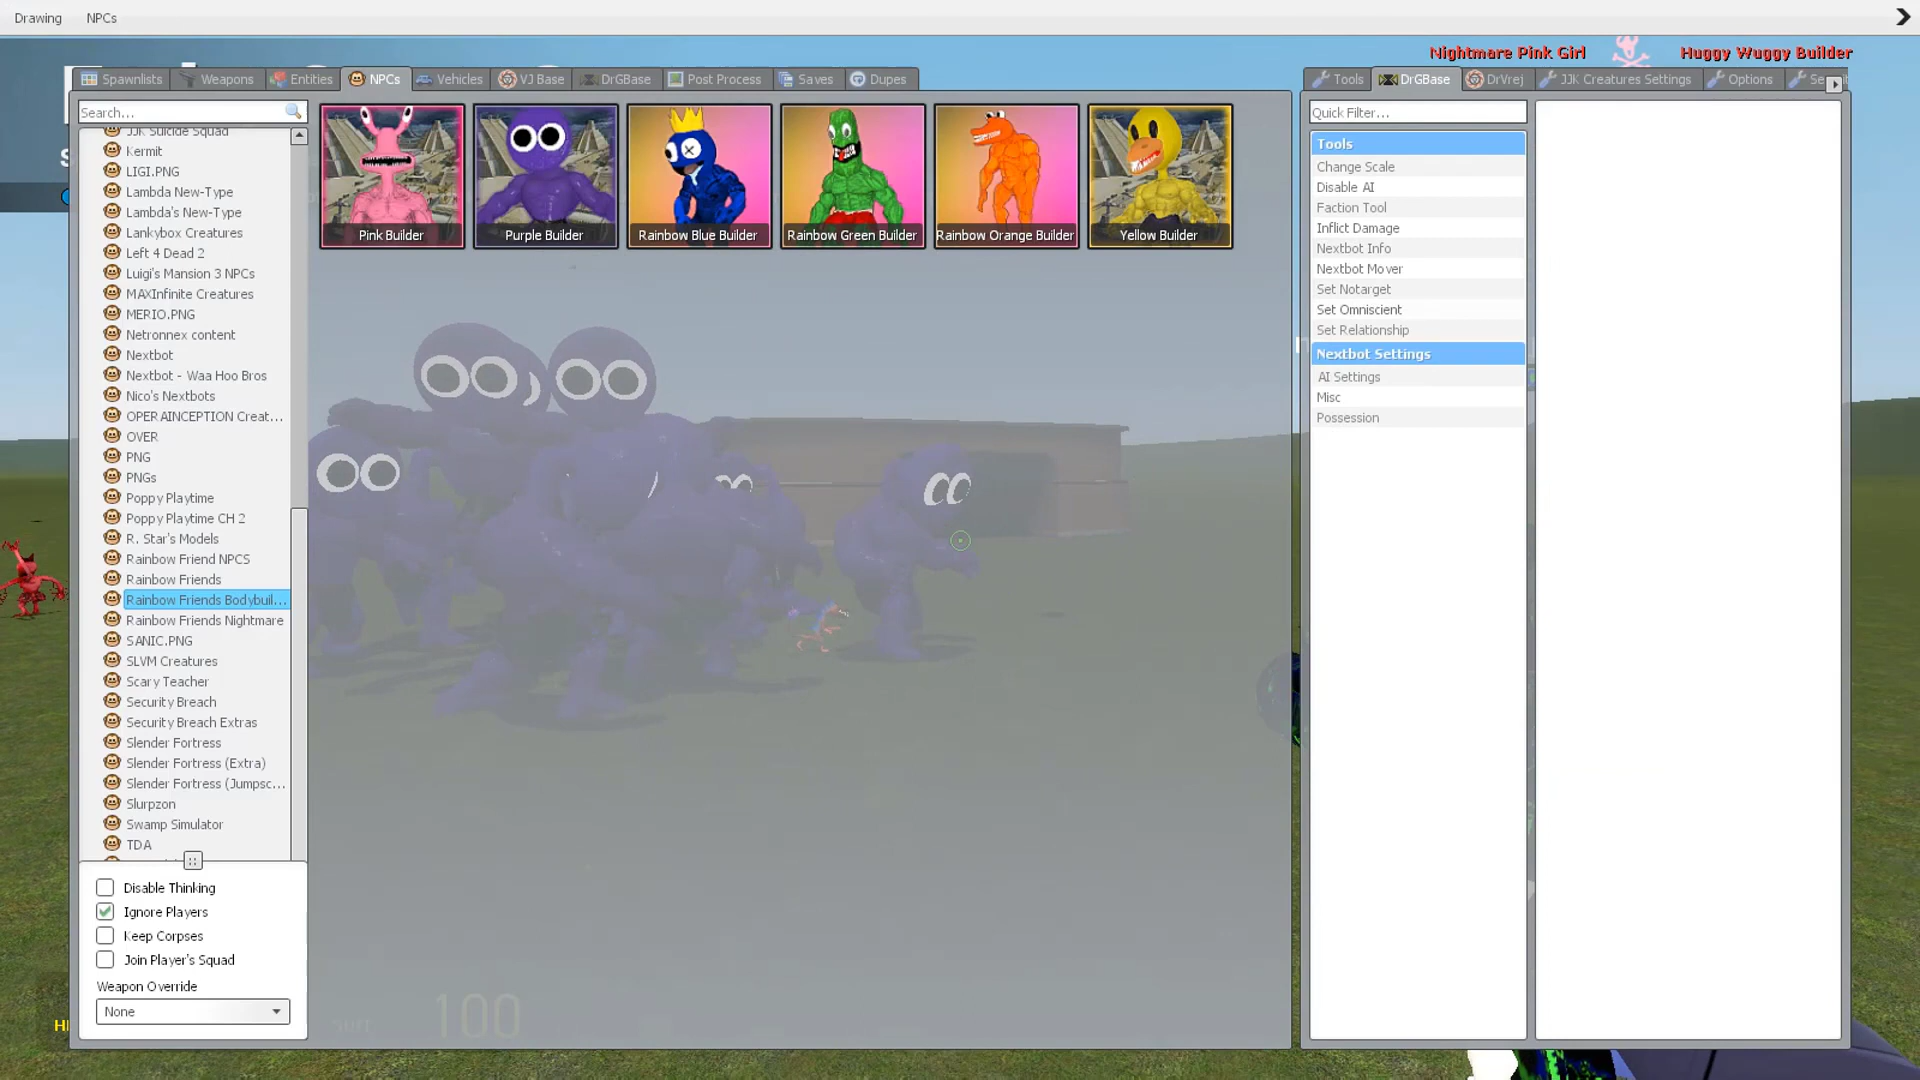 Drawing NPCs
Nightmare Pink Girl Huggy Wuggy Builder
Spawnlists Weapons Entities NPCs Vehicles VJ Base DrGBase Post Process Saves Dupes
Tools DrGBase DrVrej JJK Creatures Settings Options
Search...
Quick Filter...
JJK Suicide Squad
Kermit
LIGI.PNG
Lambda New-Type
Lambda's New-Type
Lankybox Creatures
Left 4 Dead 2
Luigi's Mansion 3 NPCs
MAXInfinite Creatures
MERIO.PNG
Netronnex content
Nextbot
Nextbot - Waa Hoo Bros
Nico's Nextbots
OPERAINCEPTION Creat...
OVER
PNG
PNGs
Poppy Playtime
Poppy Playtime CH 2
R. Star's Models
Rainbow Friend NPCS
Rainbow Friends
Rainbow Friends Bodybuil...
Rainbow Friends Nightmare
SANIC.PNG
SLVM Creatures
Scary Teacher
Security Breach
Security Breach Extras
Slender Fortress
Slender Fortress (Extra)
Slender Fortress (Jumpsc...
Slurpzon
Swamp Simulator
TDA
Disable Thinking
Ignore Players
Keep Corpses
Join Player's Squad
Weapon Override
None
Pink Builder
Purple Builder
Rainbow Blue Builder
Rainbow Green Builder
Rainbow Orange Builder
Yellow Builder
100
Tools
Change Scale
Disable AI
Faction Tool
Inflict Damage
Nextbot Info
Nextbot Mover
Set Notarget
Set Omniscient
Set Relationship
Nextbot Settings
AI Settings
Misc
Possession